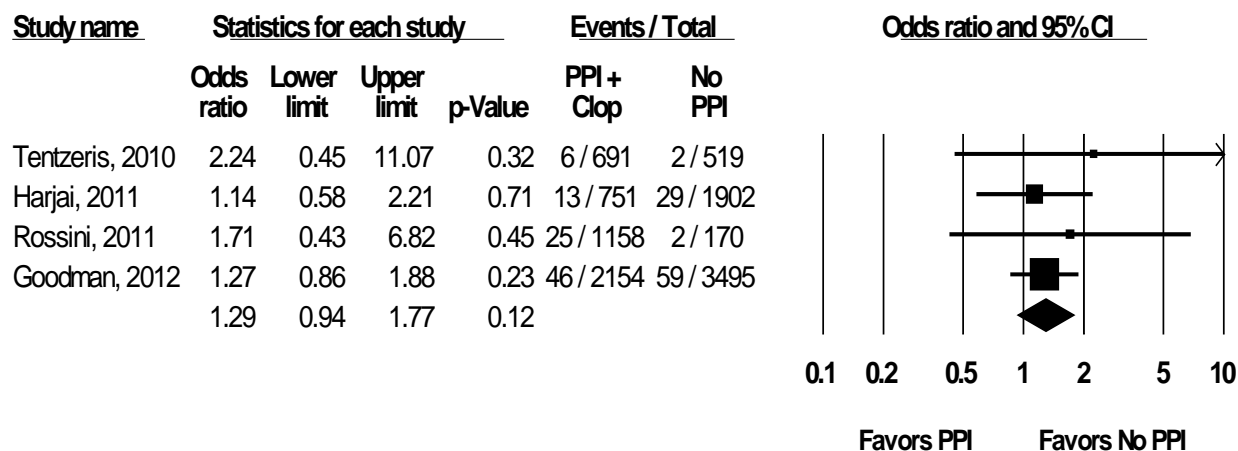 Study name Statistics for each study Events / Total Odds ratio and 95% CI
Odds Lower Upper PPI + No
ratio limit limit p-Value Clop PPI
Tentzeris, 2010 2.24 0.45 11.07 0.32 6 / 691 2 / 519
Harjai, 2011 1.14 0.58 2.21 0.71 13 / 751 29 / 1902
Rossini, 2011 1.71 0.43 6.82 0.45 25 / 1158 2 / 170
Goodman, 2012 1.27 0.86 1.88 0.23 46 / 2154 59 / 3495
1.29 0.94 1.77 0.12
0.1 0.2 0.5 1 2 5 10
Favors PPI Favors No PPI